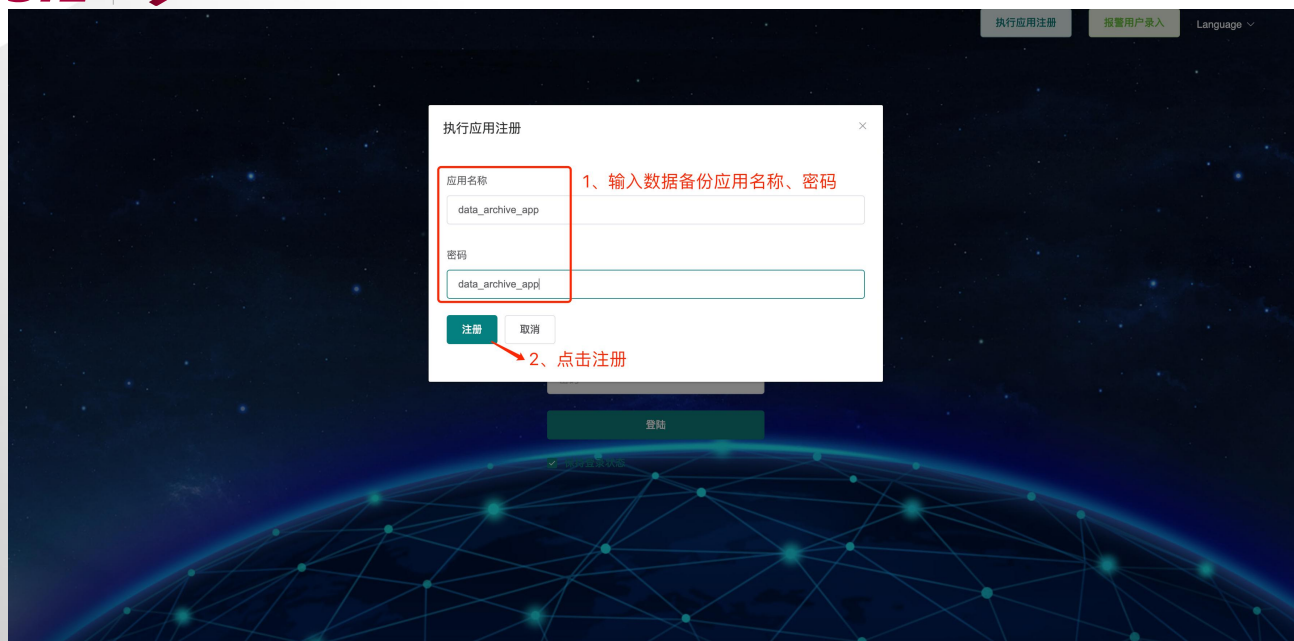 执行应用注册 报警用户录入 Language
执行应用注册
应用名称
1、输入数据备份应用名称、密码
data_archive_app
密码
data_archive_app
注册 取消
2、点击注册
登陆